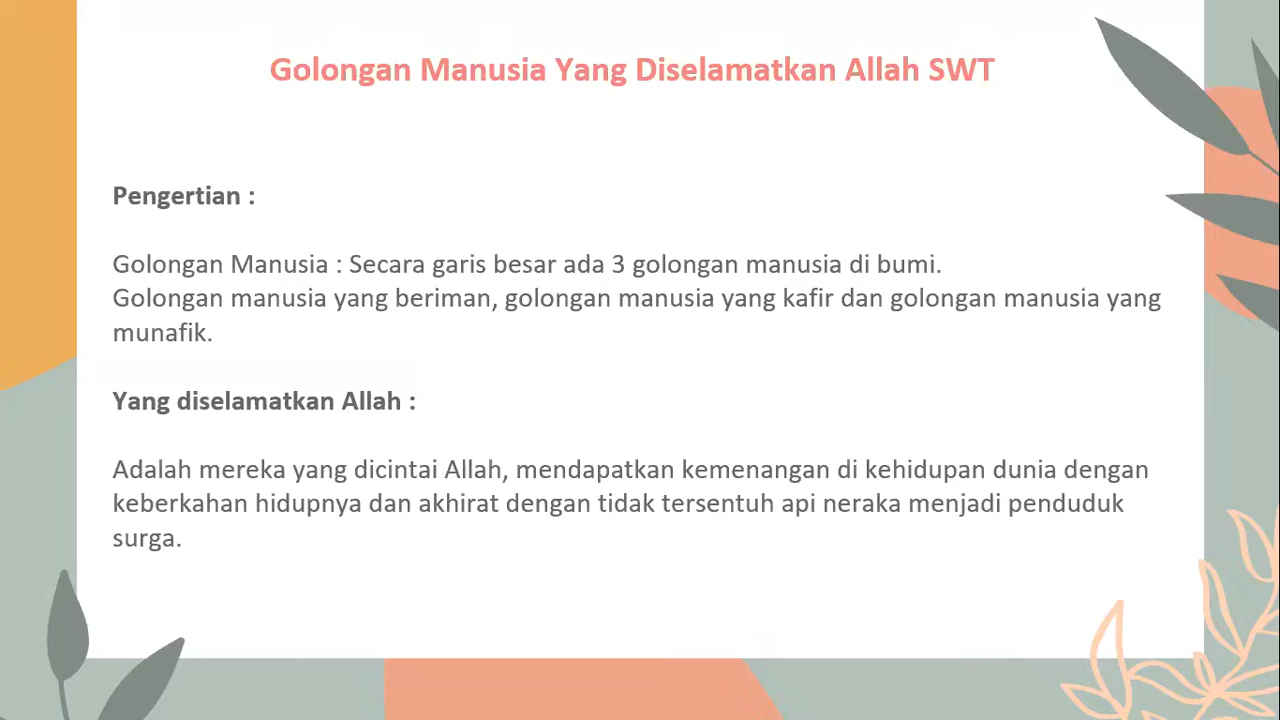 Golongan Manusia Yang Diselamatkan Allah SWT
Pengertian :
Golongan Manusia : Secara garis besar ada 3 golongan manusia di bumi.
Golongan manusia yang beriman, golongan manusia yang kafir dan golongan manusia yang
munafik.
Yang diselamatkan Allah :
Adalah mereka yang dicintai Allah, mendapatkan kemenangan di kehidupan dunia dengan
keberkahan hidupnya dan akhirat dengan tidak tersentuh api neraka menjadi penduduk
surga.